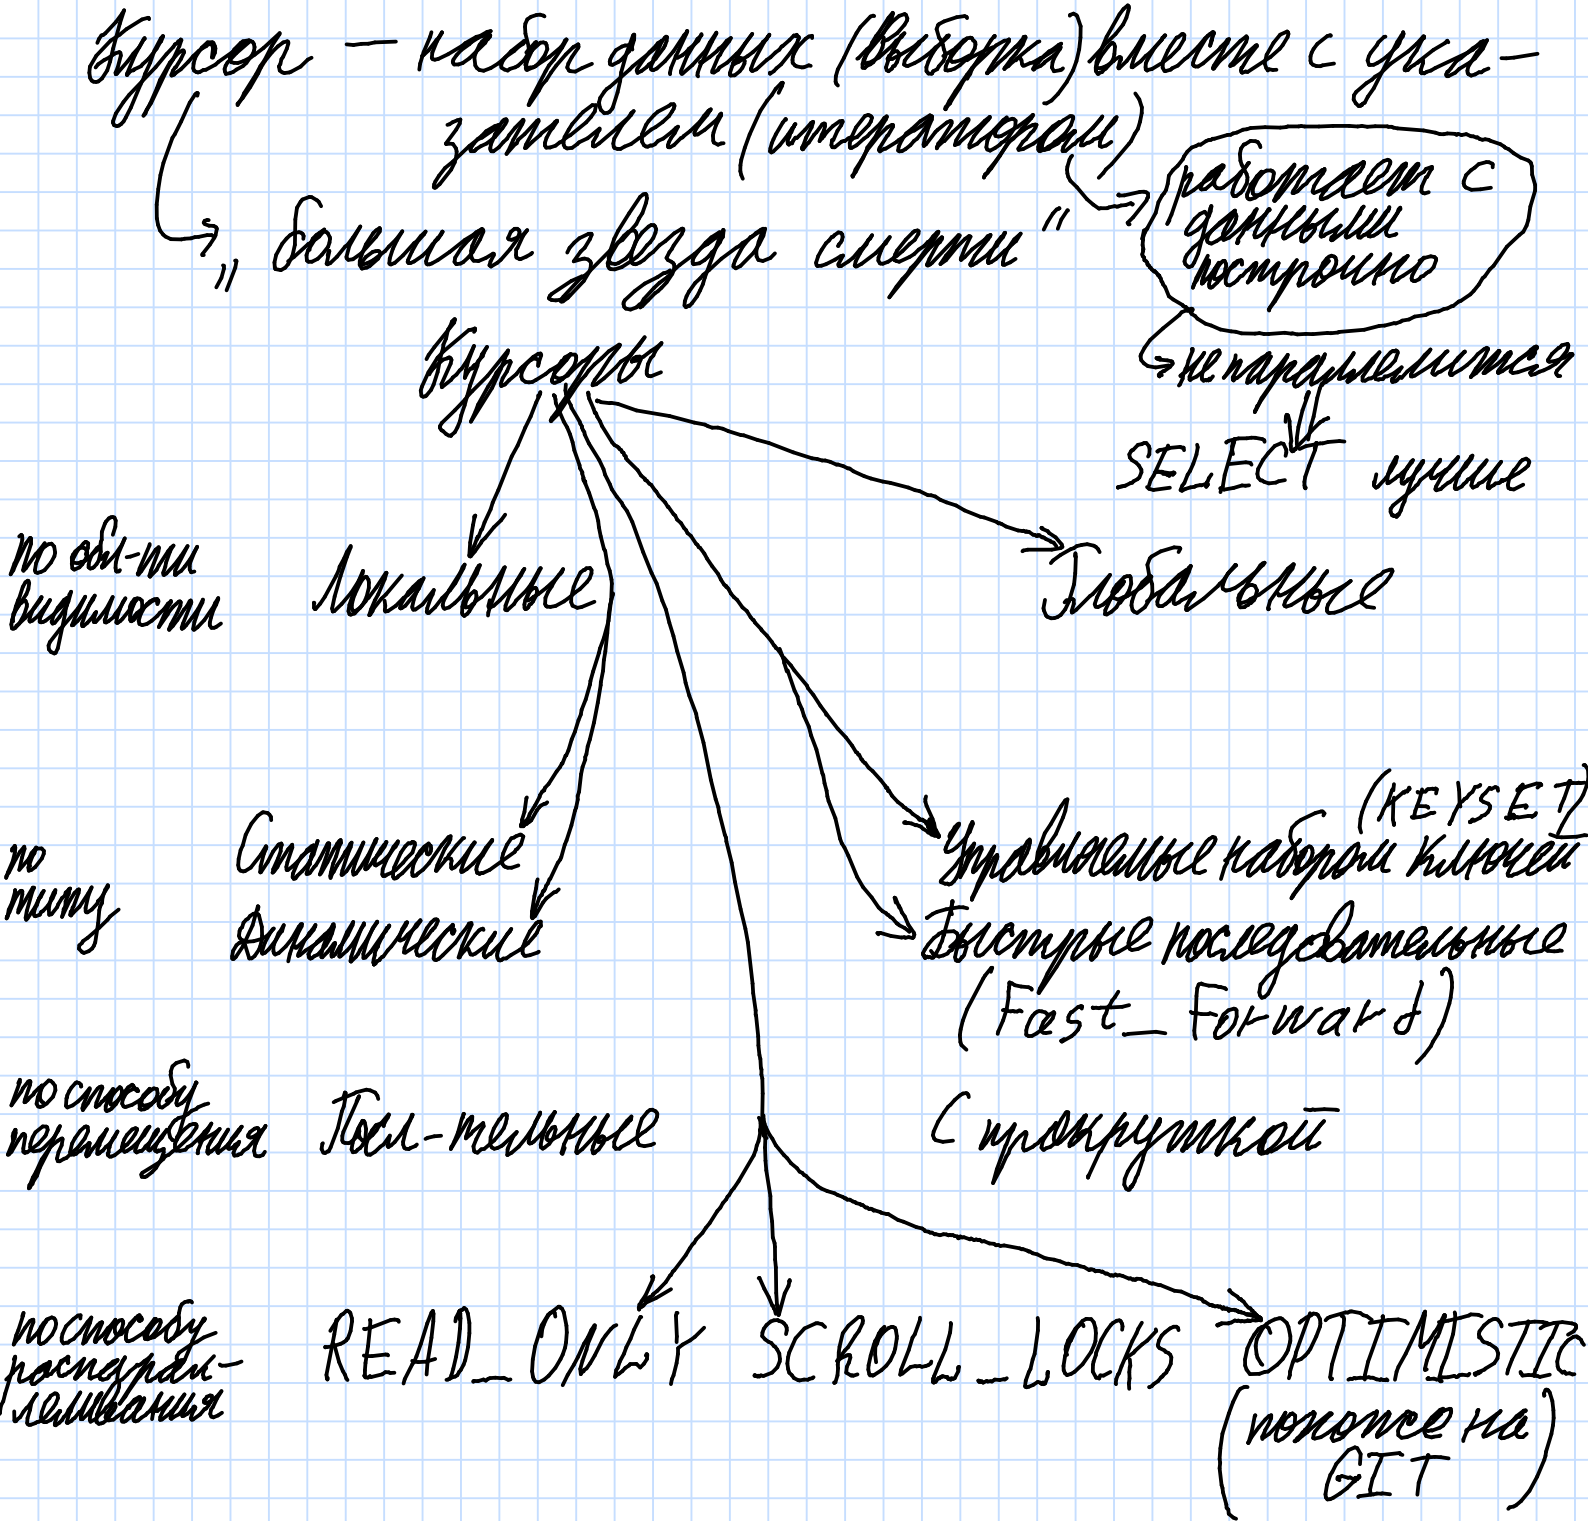 Курсор — набор данных (выборка) вместе с ука-
зателем (итератором)
работает с
данными
построчно
„ большая звезда смерти "
Курсоры
не параллелится
SELECT лучше
по обл-ти
видимости
Локальные
Глобальные
(KEYSET)
по
типу
Статические
Управляемые набором ключей
Динамические
Быстрые последовательные
(Fast_Forward)
по способу
перемещения
Посл-тельные
С прокруткой
по способу
распарал-
леливания
READ_ONLY SCROLL_LOCKS OPTIMISTIC
(похоже на
GIT)